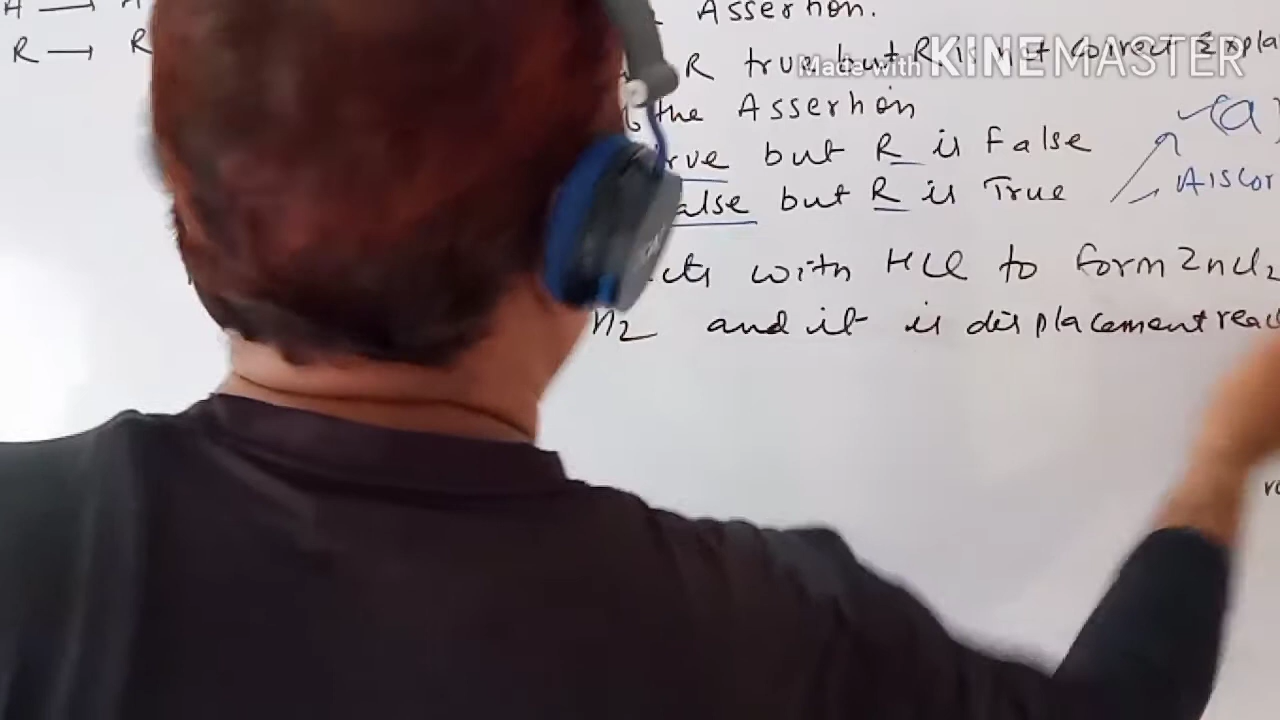 A → A
Assertion.
R → R
R true but R is not correct Expla
Made with KINEMASTER
the Assertion
(a)
rue but R is False
alse but R is True
A is cor
cts with HCl to form ZnCl2
H2 and it is displacement reac